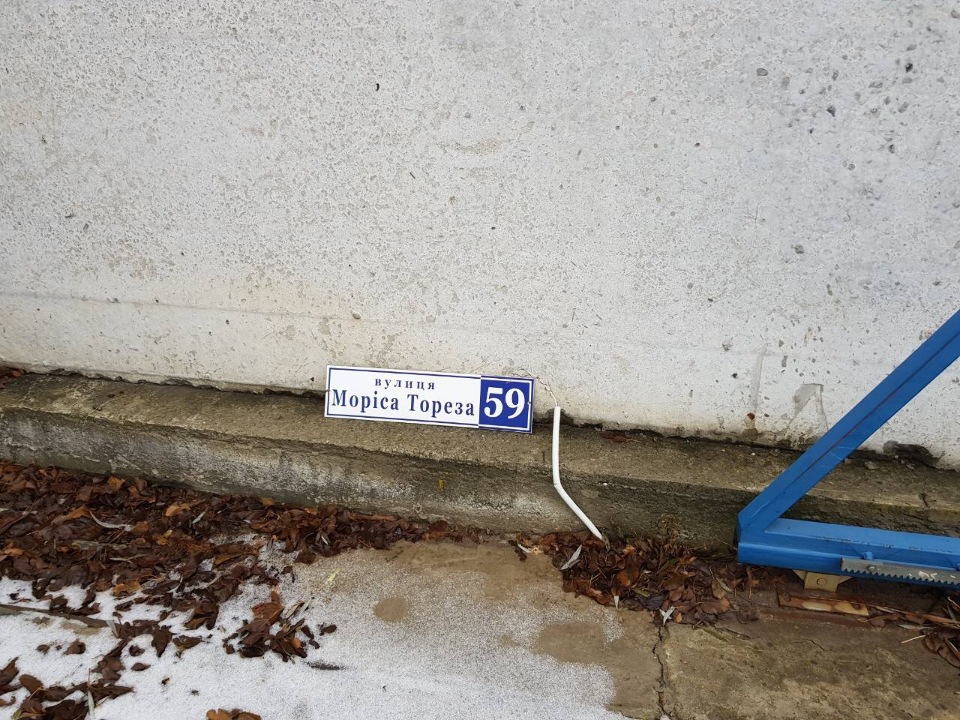 вулиця
Моріса Тореза
59